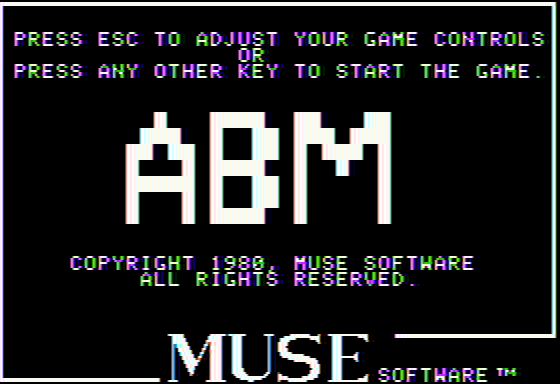 PRESS ESC TO ADJUST YOUR GAME CONTROLS
OR
PRESS ANY OTHER KEY TO START THE GAME.
ABM
COPYRIGHT 1980, MUSE SOFTWARE
ALL RIGHTS RESERVED.
MUSE SOFTWARE™